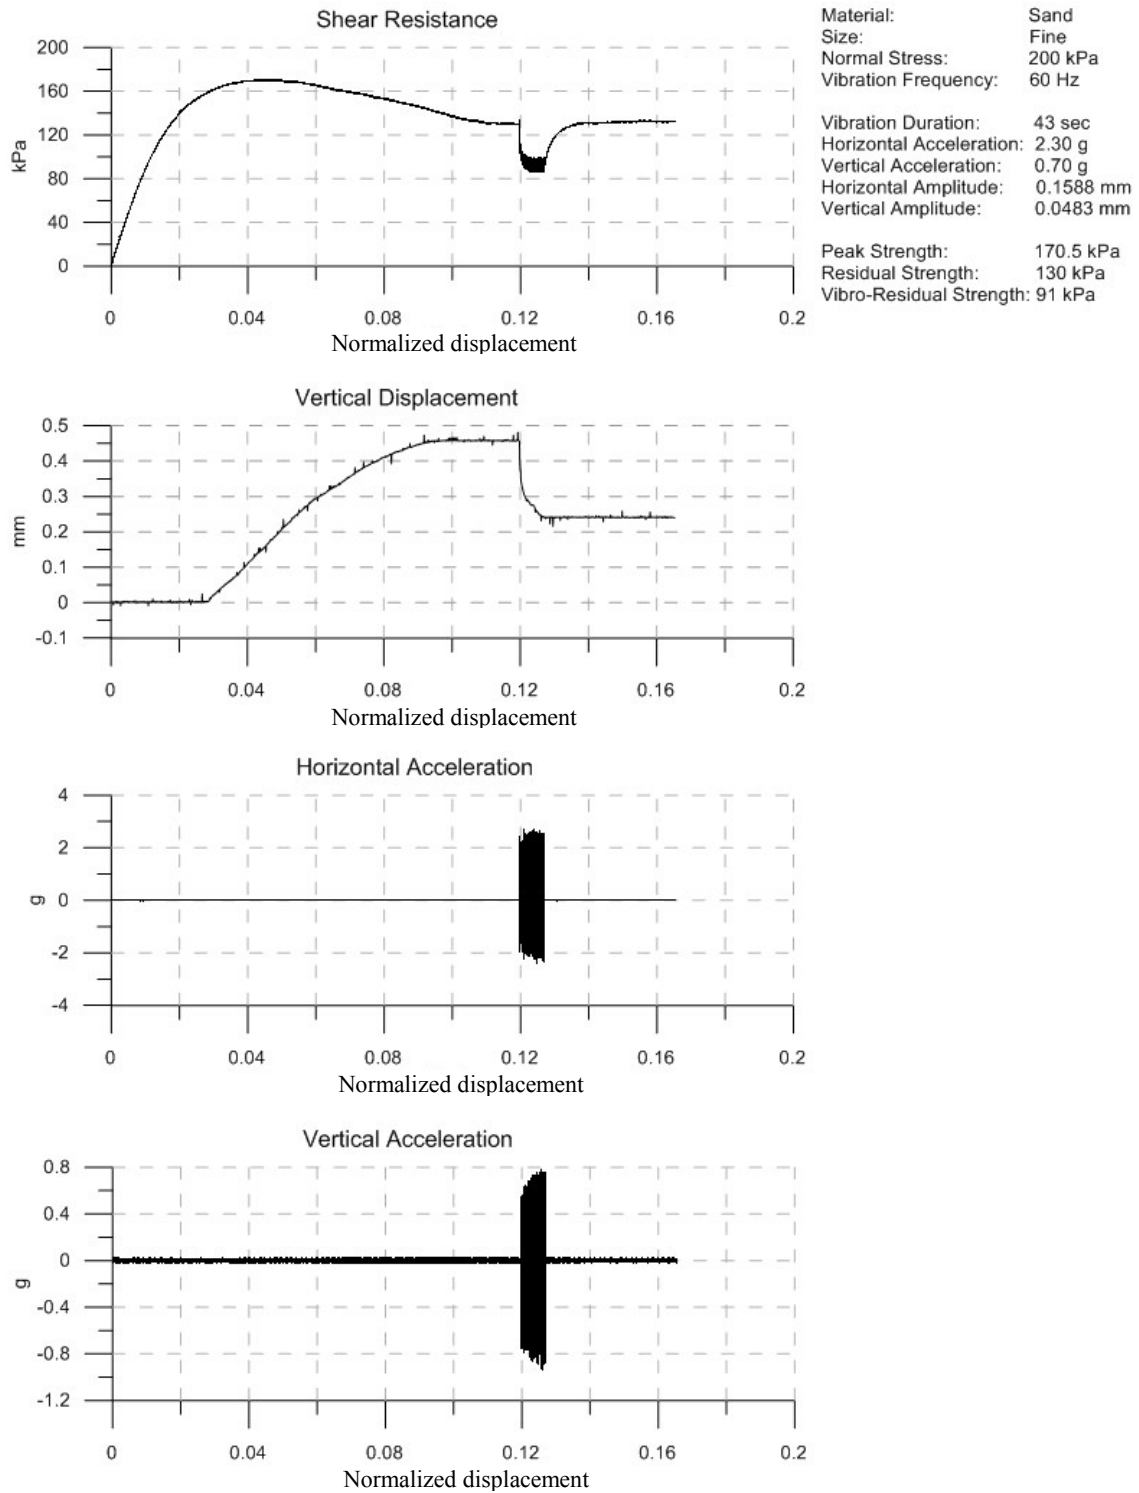 Shear Resistance
200
160
120
80
40
0
kPa
0 0.04 0.08 0.12 0.16 0.2
Normalized displacement
Material: Sand
Size: Fine
Normal Stress: 200 kPa
Vibration Frequency: 60 Hz
Vibration Duration: 43 sec
Horizontal Acceleration: 2.30 g
Vertical Acceleration: 0.70 g
Horizontal Amplitude: 0.1588 mm
Vertical Amplitude: 0.0483 mm
Peak Strength: 170.5 kPa
Residual Strength: 130 kPa
Vibro-Residual Strength: 91 kPa
Vertical Displacement
0.5
0.4
0.3
0.2
0.1
0
-0.1
mm
0 0.04 0.08 0.12 0.16 0.2
Normalized displacement
Horizontal Acceleration
4
2
0
-2
-4
g
0 0.04 0.08 0.12 0.16 0.2
Normalized displacement
Vertical Acceleration
0.8
0.4
0
-0.4
-0.8
-1.2
g
0 0.04 0.08 0.12 0.16 0.2
Normalized displacement